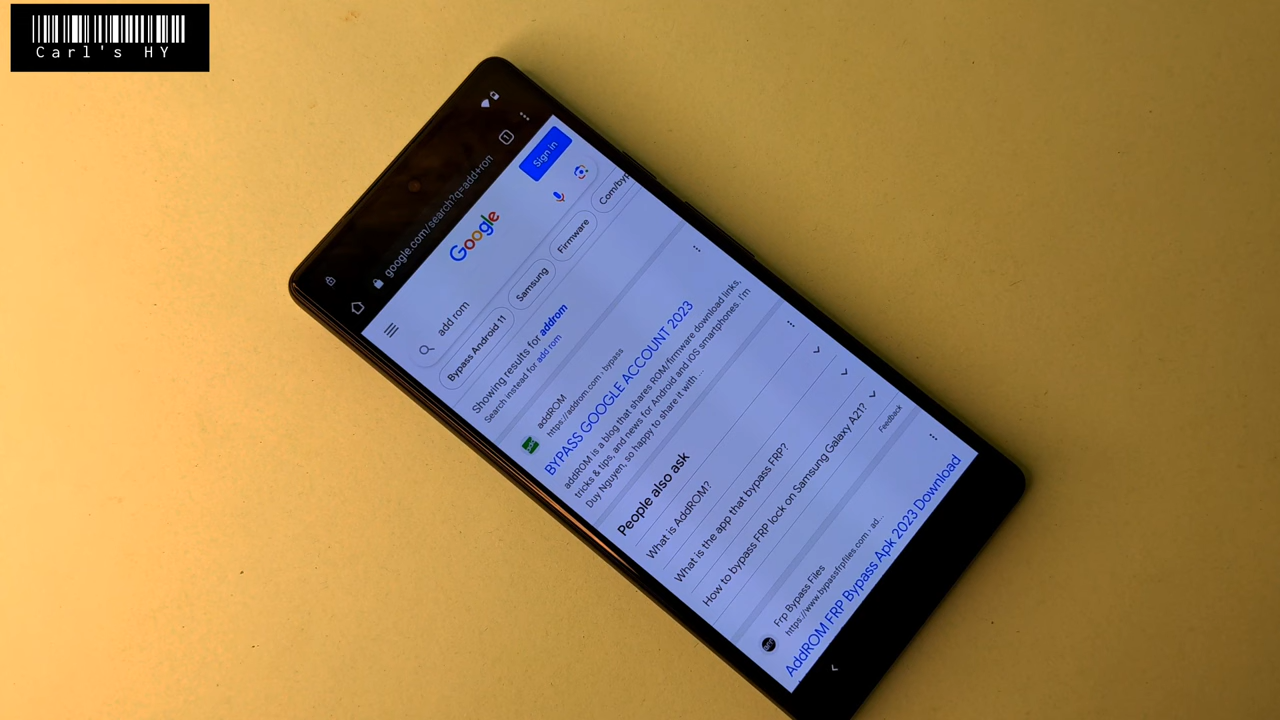 Carl's HY
1
google.com/search?q=add+ron
Sign in
Google
add rom
Bypass Android 11
Samsung
Firmware
Com/byp
Showing results for addrom
Search instead for add rom
addROM
https://addrom.com › bypass
BYPASS GOOGLE ACCOUNT 2023
addROM is a blog that shares ROM/firmware download links,
tricks & tips, and news for Android and iOS smartphones. I'm
Duy Nguyen, so happy to share it with ...
People also ask
What is AddROM?
What is the app that bypass FRP?
How to bypass FRP lock on Samsung Galaxy A21?
Feedback
Frp Bypass Files
https://www.bypassfrpfiles.com › ad...
AddROM FRP Bypass Apk 2023 Download